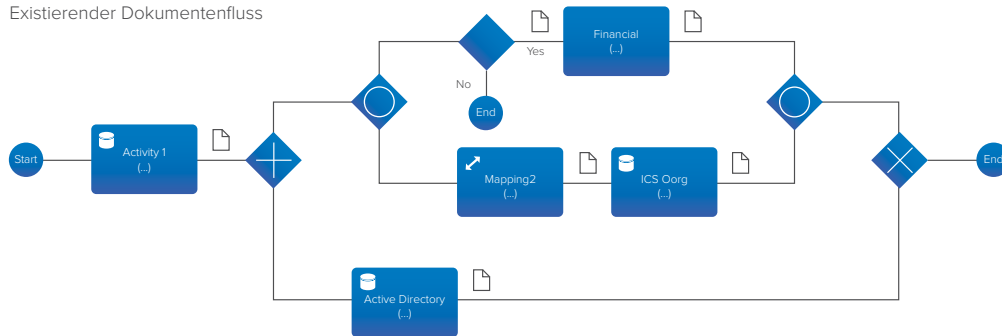 Existierender Dokumentenfluss
Financial
(...)
Yes
No
End
Start
Activity 1
(...)
Mapping2
(...)
ICS Oorg
(...)
End
Active Directory
(...)